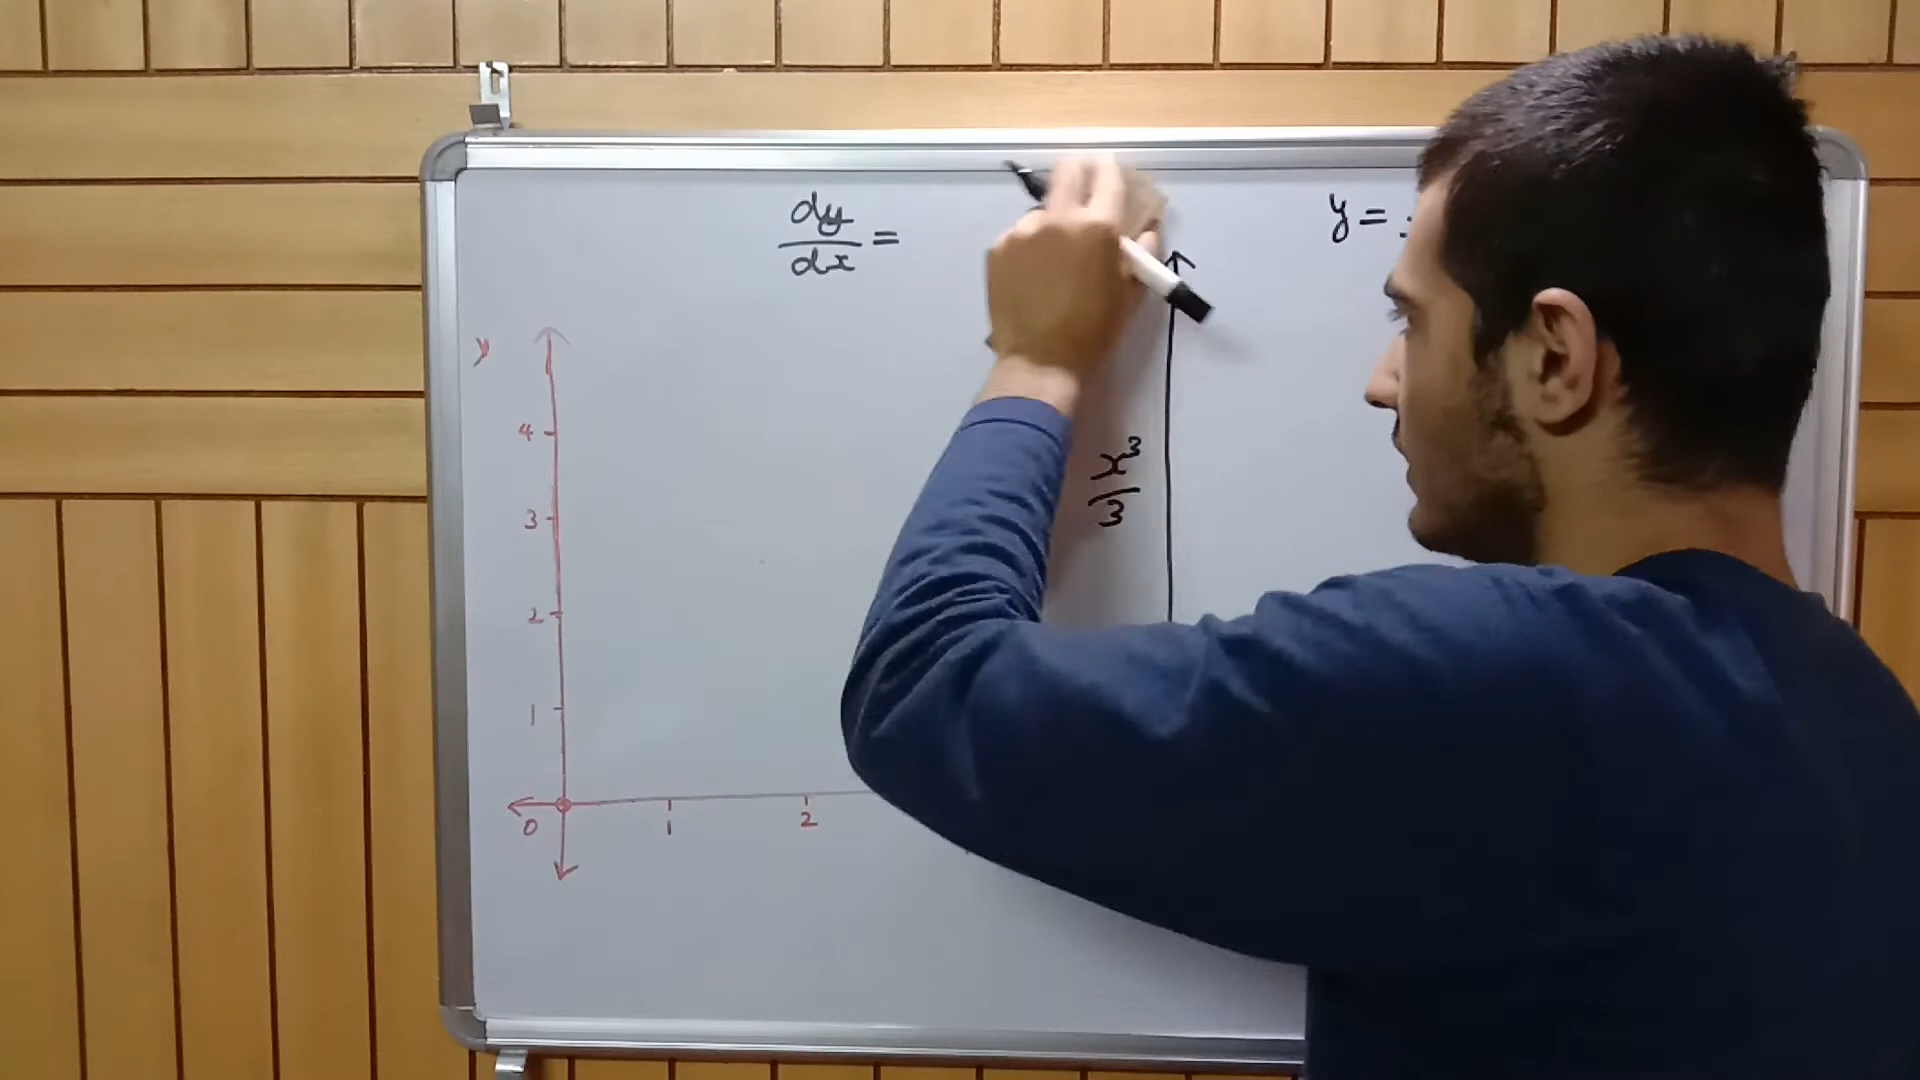 dy
dx
=
y =
y
4
3
2
1
0
1
2
x³
3